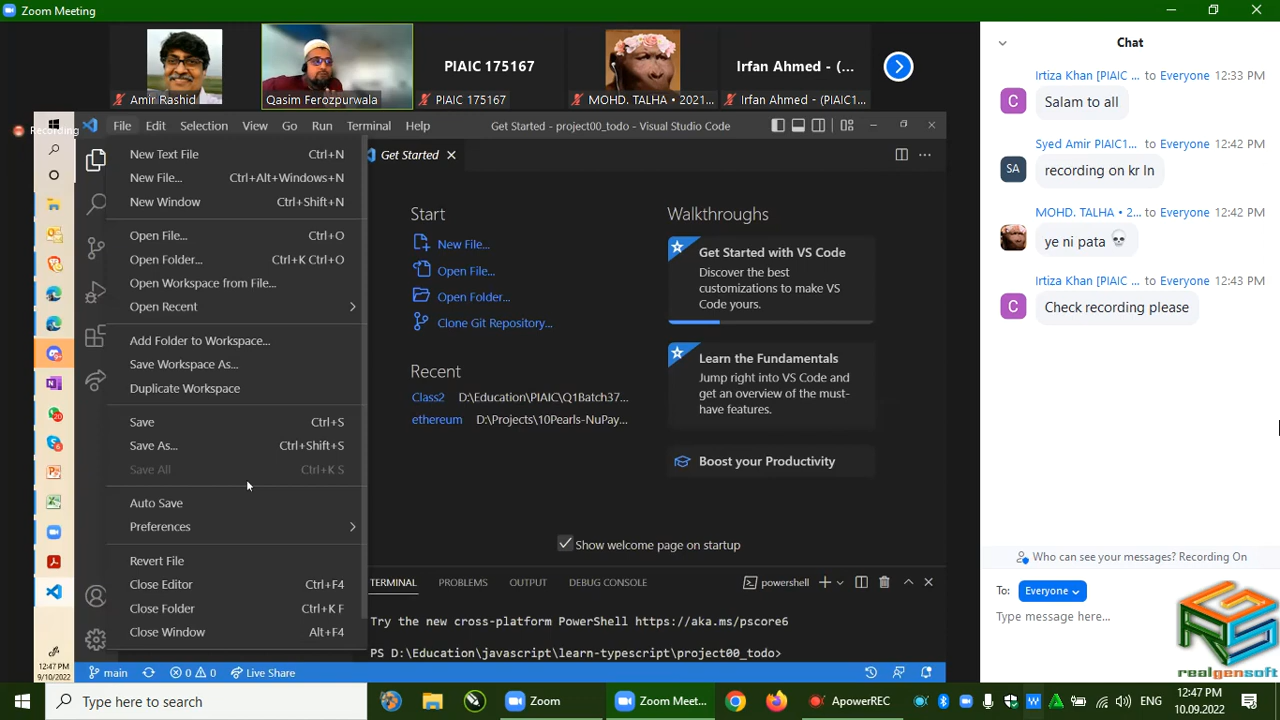 Zoom Meeting
Amir Rashid
Qasim Ferozpurwala
PIAIC 175167
PIAIC 175167
MOHD. TALHA • 2021...
Irfan Ahmed - (...
Irfan Ahmed - (PIAIC1...
Recording
File Edit Selection View Go Run Terminal Help
Get Started - project00_todo - Visual Studio Code
New Text File Ctrl+N
New File... Ctrl+Alt+Windows+N
New Window Ctrl+Shift+N
Open File... Ctrl+O
Open Folder... Ctrl+K Ctrl+O
Open Workspace from File...
Open Recent
Add Folder to Workspace...
Save Workspace As...
Duplicate Workspace
Save Ctrl+S
Save As... Ctrl+Shift+S
Save All Ctrl+K S
Auto Save
Preferences
Revert File
Close Editor Ctrl+F4
Close Folder Ctrl+K F
Close Window Alt+F4
Get Started
Start
New File...
Open File...
Open Folder...
Clone Git Repository...
Recent
Class2 D:\Education\PIAIC\Q1Batch37...
ethereum D:\Projects\10Pearls-NuPay...
Walkthroughs
Get Started with VS Code
Discover the best
customizations to make VS
Code yours.
Learn the Fundamentals
Jump right into VS Code and
get an overview of the must-
have features.
Boost your Productivity
Show welcome page on startup
TERMINAL PROBLEMS OUTPUT DEBUG CONSOLE
powershell
Try the new cross-platform PowerShell https://aka.ms/pscore6
PS D:\Education\javascript\learn-typescript\project00_todo>
12:47 PM
9/10/2022
main 0 0 Live Share
Chat
Irtiza Khan [PIAIC ... to Everyone 12:33 PM
C
Salam to all
Syed Amir PIAIC1... to Everyone 12:42 PM
SA
recording on kr ln
MOHD. TALHA • 2... to Everyone 12:42 PM
ye ni pata 💀
Irtiza Khan [PIAIC ... to Everyone 12:43 PM
C
Check recording please
Who can see your messages? Recording On
To: Everyone
Type message here...
realgensoft
Type here to search
Zoom
Zoom Meet...
ApowerREC
ENG
12:47 PM
10.09.2022